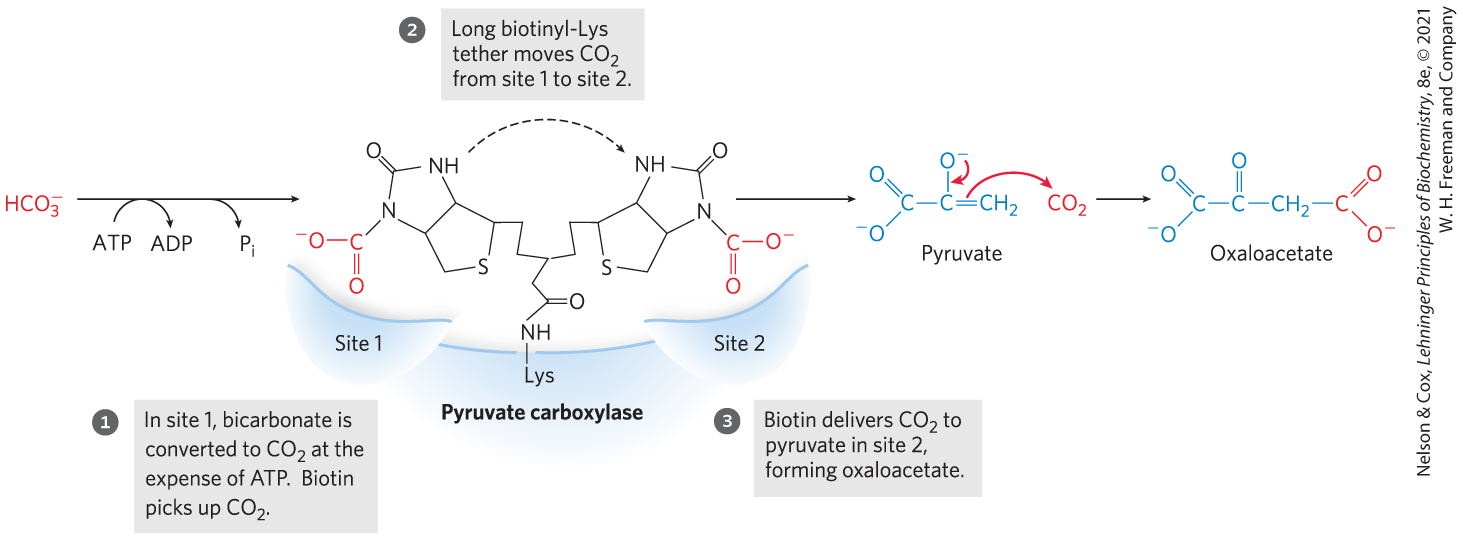 2
Long biotinyl-Lys
tether moves CO₂
from site 1 to site 2.
HCO₃⁻
ATP
ADP
Pᵢ
O
NH
N
⁻O
C
O
S
O
NH
Lys
NH
O
N
C
O⁻
O
S
Site 1
Site 2
Pyruvate carboxylase
1
In site 1, bicarbonate is
converted to CO₂ at the
expense of ATP. Biotin
picks up CO₂.
3
Biotin delivers CO₂ to
pyruvate in site 2,
forming oxaloacetate.
O
O⁻
C
C
CH₂
⁻O
CO₂
Pyruvate
O
O
O
C
C
CH₂
C
⁻O
O⁻
Oxaloacetate
Nelson & Cox, Lehninger Principles of Biochemistry, 8e, © 2021
W. H. Freeman and Company